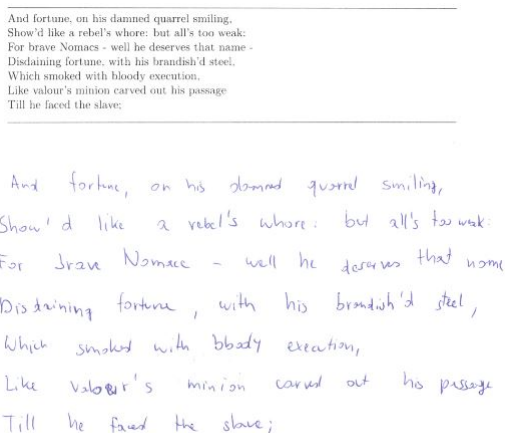 And fortune, on his damned quarrel smiling,
Show'd like a rebel's whore: but all's too weak:
For brave Nomacs - well he deserves that name -
Disdaining fortune, with his brandish'd steel,
Which smoked with bloody execution,
Like valour's minion carved out his passage
Till he faced the slave;
And fortune, on his damned quarrel smiling,
Show'd like a rebel's whore: but all's too weak:
For brave Nomacs - well he deserves that name
Disdaining fortune, with his brandish'd steel,
Which smoked with bloody execution,
Like valour's minion carved out his passage
Till he faced the slave;